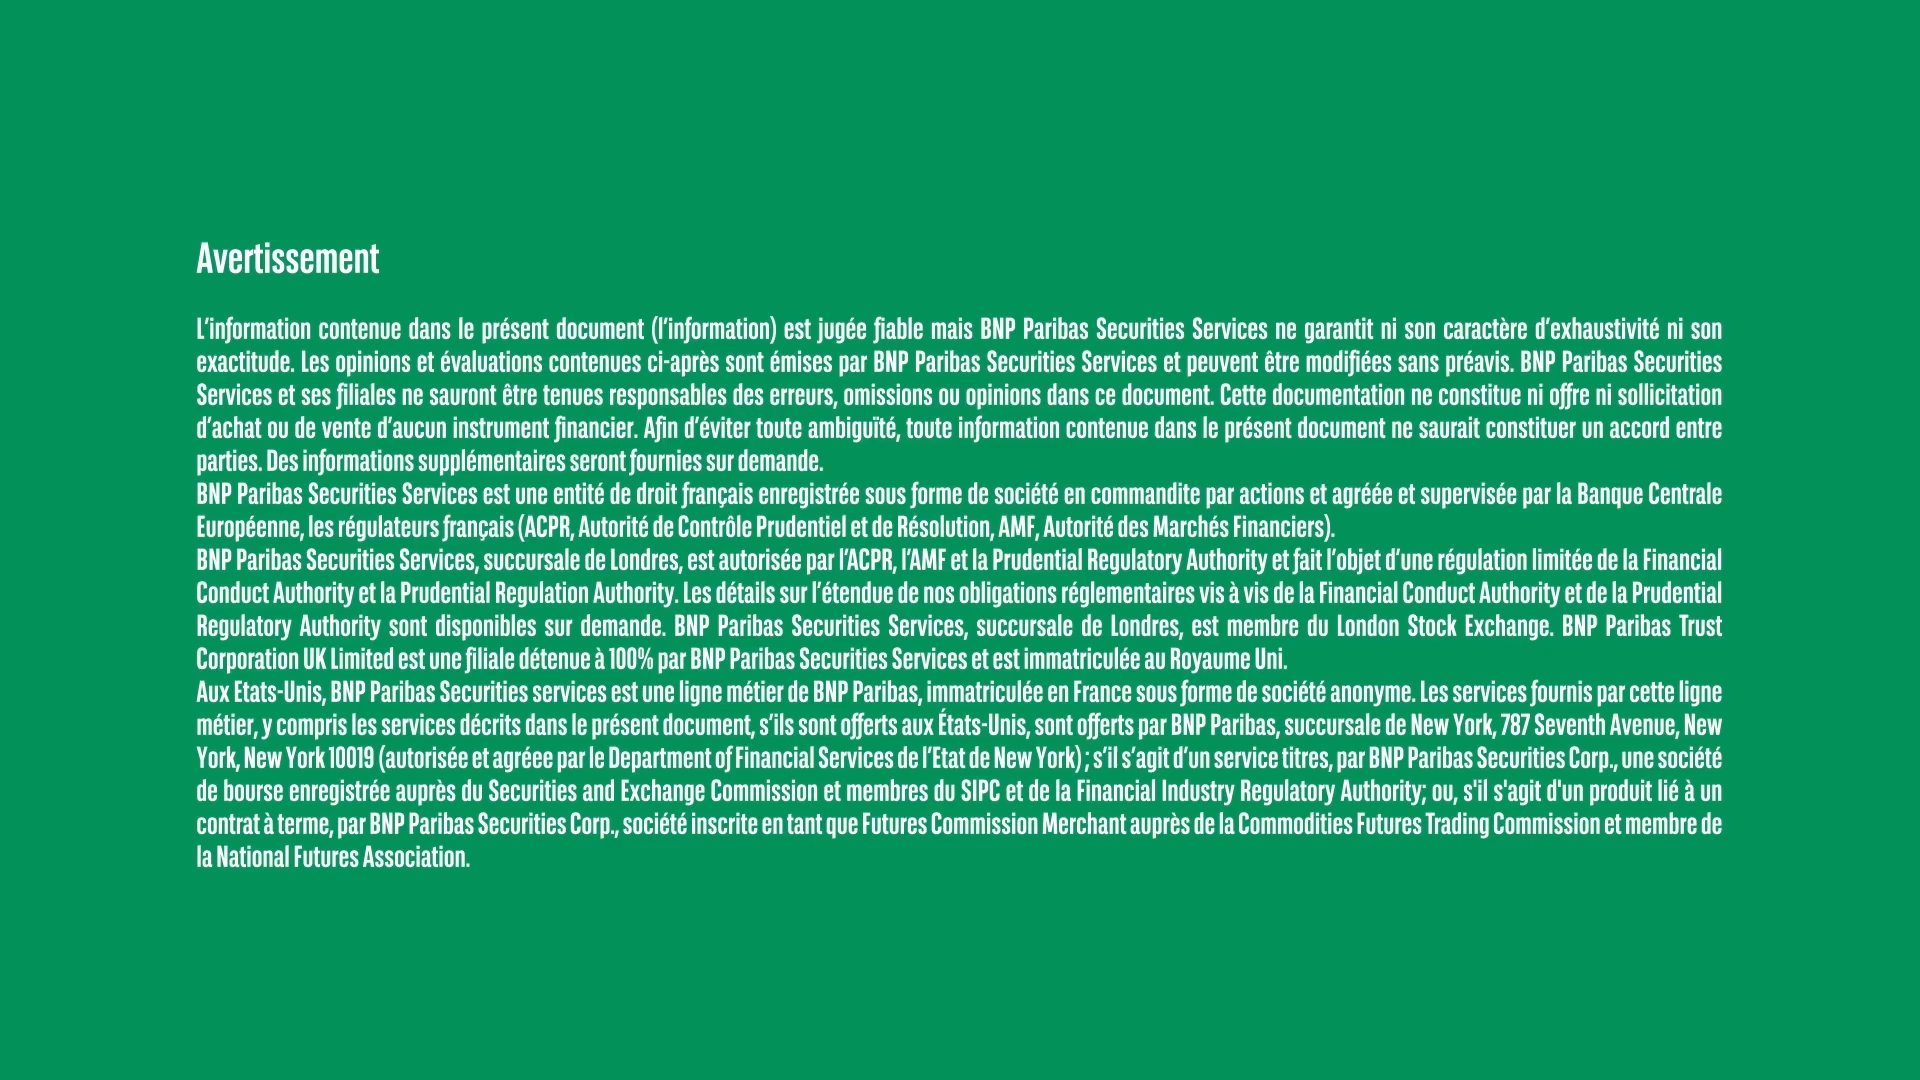 Avertissement
L’information contenue dans le présent document (l’information) est jugée fiable mais BNP Paribas Securities Services ne garantit ni son caractère d’exhaustivité ni son
exactitude. Les opinions et évaluations contenues ci-après sont émises par BNP Paribas Securities Services et peuvent être modifiées sans préavis. BNP Paribas Securities
Services et ses filiales ne sauront être tenues responsables des erreurs, omissions ou opinions dans ce document. Cette documentation ne constitue ni offre ni sollicitation
d’achat ou de vente d’aucun instrument financier. Afin d’éviter toute ambiguïté, toute information contenue dans le présent document ne saurait constituer un accord entre
parties. Des informations supplémentaires seront fournies sur demande.
BNP Paribas Securities Services est une entité de droit français enregistrée sous forme de société en commandite par actions et agréée et supervisée par la Banque Centrale
Européenne, les régulateurs français (ACPR, Autorité de Contrôle Prudentiel et de Résolution, AMF, Autorité des Marchés Financiers).
BNP Paribas Securities Services, succursale de Londres, est autorisée par l’ACPR, l’AMF et la Prudential Regulatory Authority et fait l’objet d’une régulation limitée de la Financial
Conduct Authority et la Prudential Regulation Authority. Les détails sur l’étendue de nos obligations réglementaires vis à vis de la Financial Conduct Authority et de la Prudential
Regulatory Authority sont disponibles sur demande. BNP Paribas Securities Services, succursale de Londres, est membre du London Stock Exchange. BNP Paribas Trust
Corporation UK Limited est une filiale détenue à 100% par BNP Paribas Securities Services et est immatriculée au Royaume Uni.
Aux Etats-Unis, BNP Paribas Securities services est une ligne métier de BNP Paribas, immatriculée en France sous forme de société anonyme. Les services fournis par cette ligne
métier, y compris les services décrits dans le présent document, s’ils sont offerts aux États-Unis, sont offerts par BNP Paribas, succursale de New York, 787 Seventh Avenue, New
York, New York 10019 (autorisée et agréee par le Department of Financial Services de l’Etat de New York) ; s’il s’agit d’un service titres, par BNP Paribas Securities Corp., une société
de bourse enregistrée auprès du Securities and Exchange Commission et membres du SIPC et de la Financial Industry Regulatory Authority; ou, s'il s'agit d'un produit lié à un
contrat à terme, par BNP Paribas Securities Corp., société inscrite en tant que Futures Commission Merchant auprès de la Commodities Futures Trading Commission et membre de
la National Futures Association.